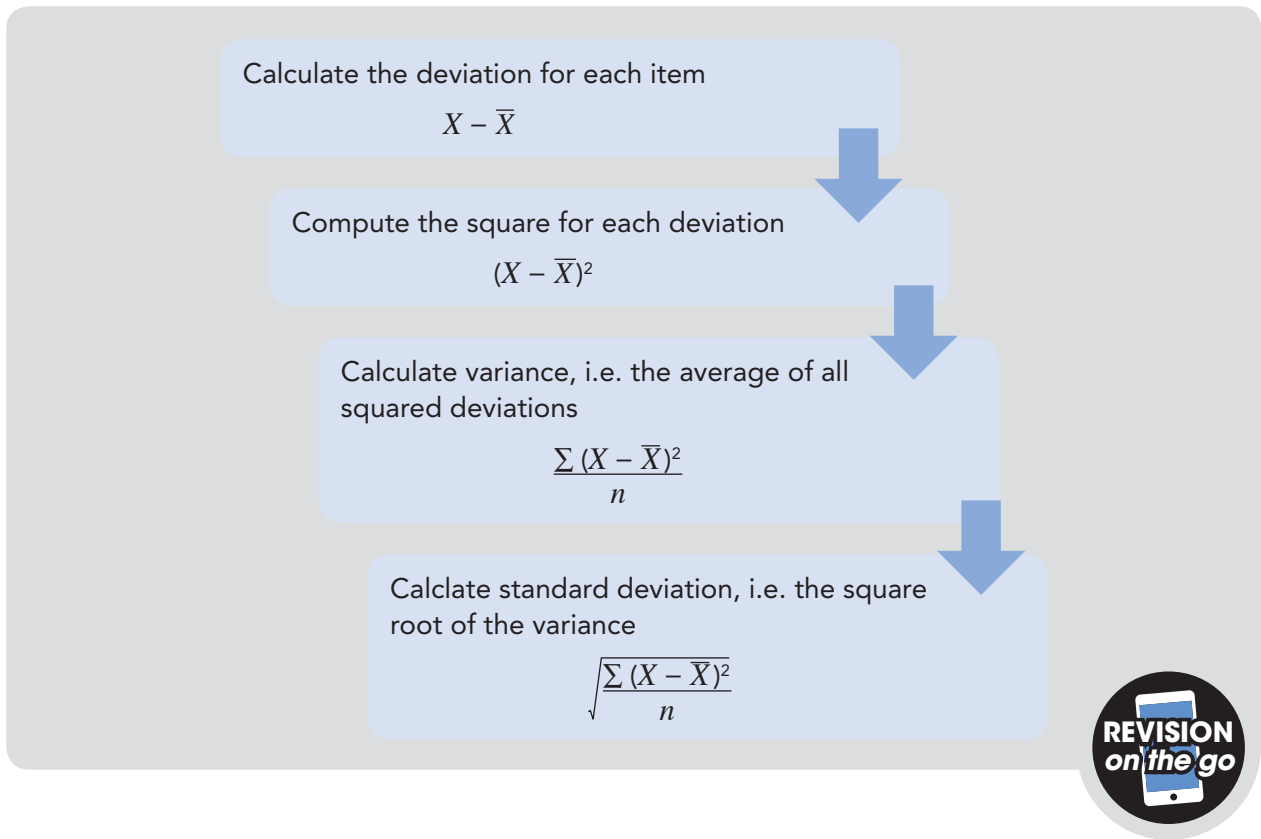 Calculate the deviation for each item
X – X̅
Compute the square for each deviation
(X – X̅)²
Calculate variance, i.e. the average of all
squared deviations
∑ (X – X̅)²
n
Calclate standard deviation, i.e. the square
root of the variance
√∑ (X – X̅)²
n
REVISION
on the go